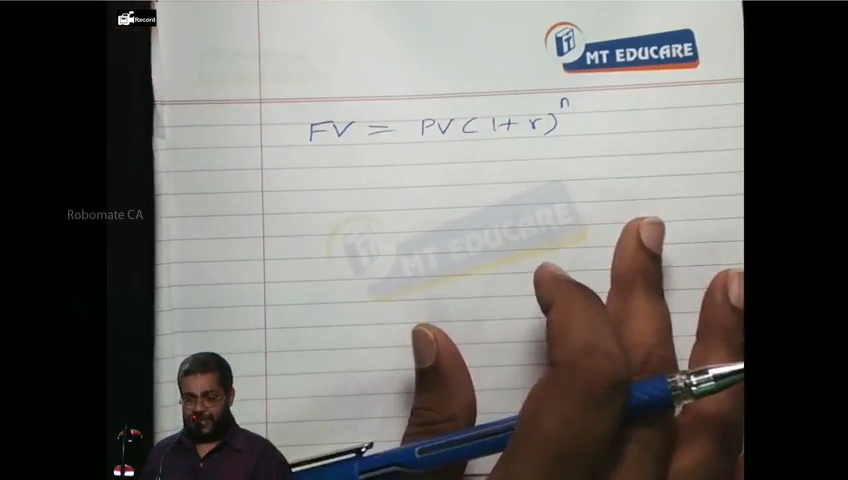 Record
MT EDUCARE
FV = PV(1+r)^n
Robomate CA
MT EDUCARE